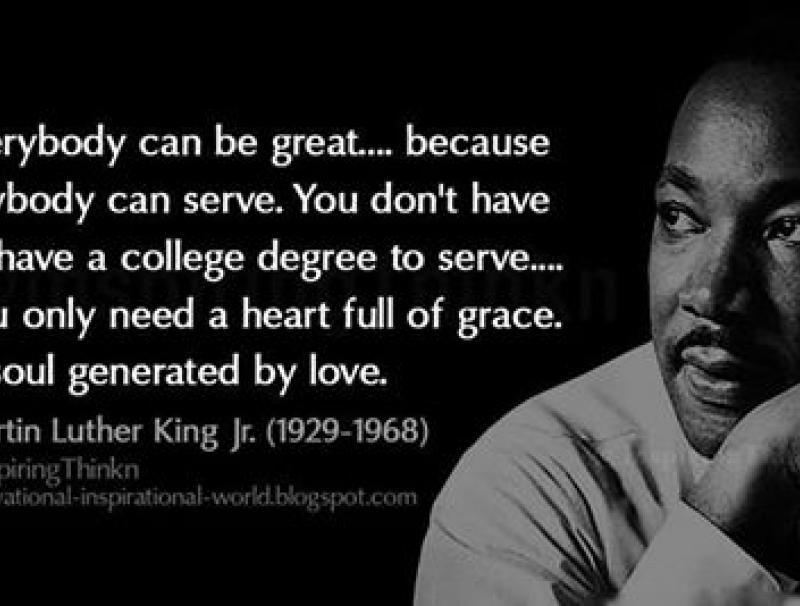 erybody can be great.... because
ybody can serve. You don't have
have a college degree to serve....
u only need a heart full of grace.
soul generated by love.
rtin Luther King Jr. (1929-1968)
spiringThinkn
vational-inspirational-world.blogspot.com